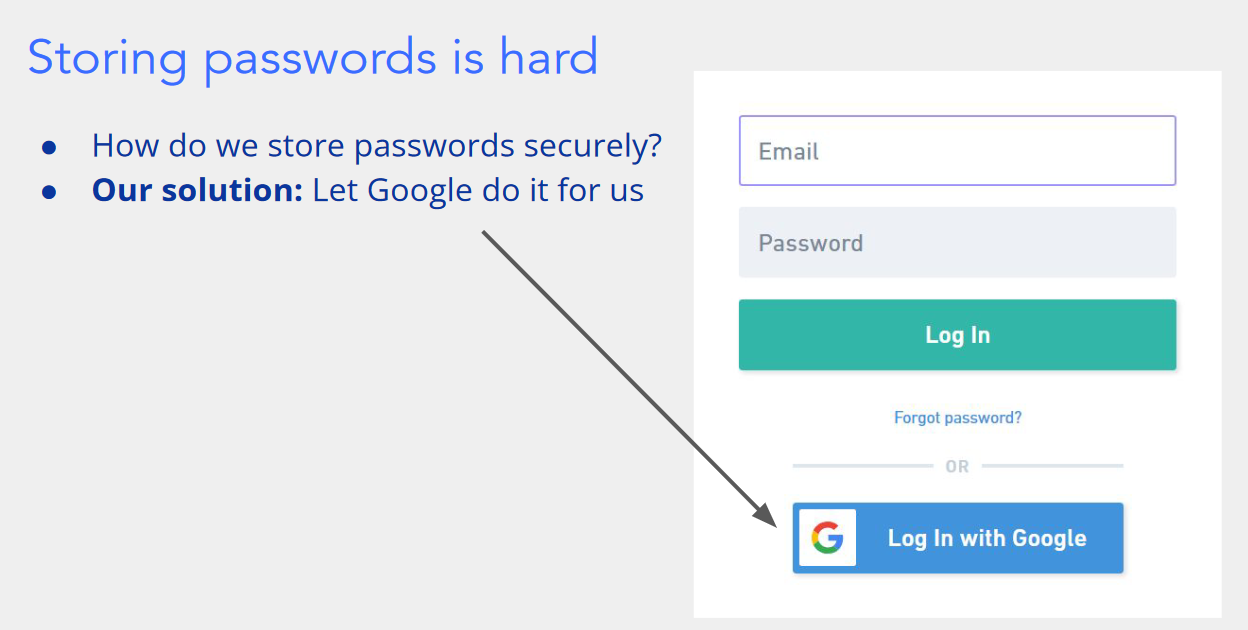 Storing passwords is hard
● How do we store passwords securely?
● Our solution: Let Google do it for us
Email
Password
Log In
Forgot password?
OR
G Log In with Google